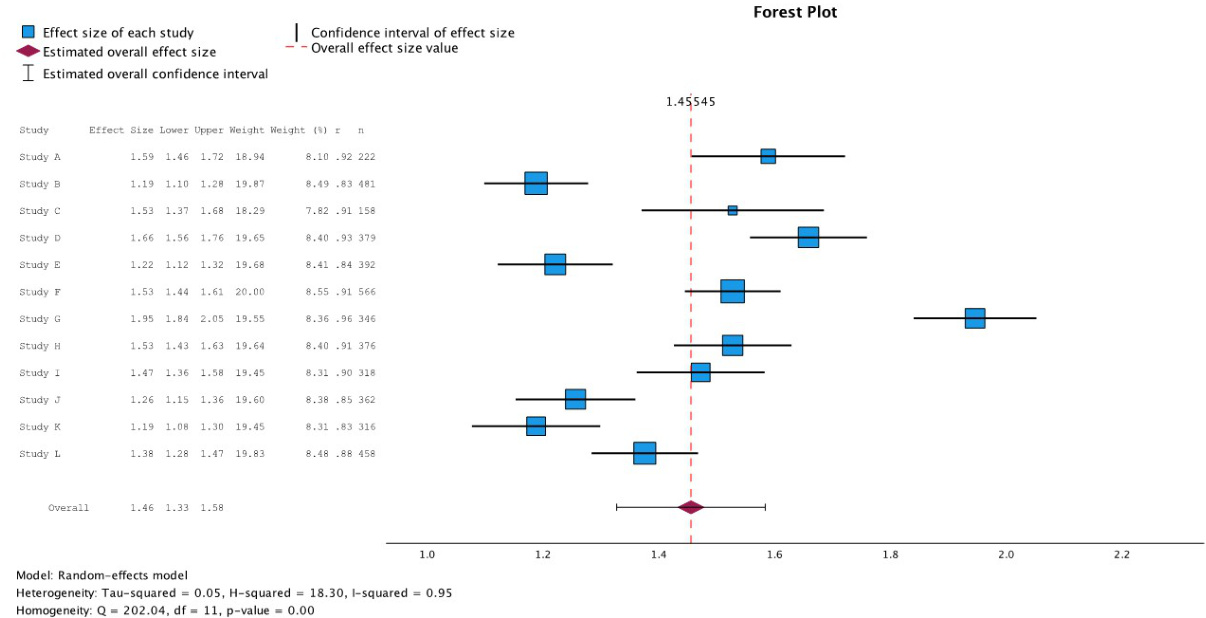 Forest Plot
Effect size of each study
Confidence interval of effect size
Estimated overall effect size
Overall effect size value
Estimated overall confidence interval
1.45545
Study Effect Size Lower Upper Weight Weight (%) r n
Study A 1.59 1.46 1.72 18.94 8.10 .92 222
Study B 1.19 1.10 1.28 19.87 8.49 .83 481
Study C 1.53 1.37 1.68 18.29 7.82 .91 158
Study D 1.66 1.56 1.76 19.65 8.40 .93 379
Study E 1.22 1.12 1.32 19.68 8.41 .84 392
Study F 1.53 1.44 1.61 20.00 8.55 .91 566
Study G 1.95 1.84 2.05 19.55 8.36 .96 346
Study H 1.53 1.43 1.63 19.64 8.40 .91 376
Study I 1.47 1.36 1.58 19.45 8.31 .90 318
Study J 1.26 1.15 1.36 19.60 8.38 .85 362
Study K 1.19 1.08 1.30 19.45 8.31 .83 316
Study L 1.38 1.28 1.47 19.83 8.48 .88 458
Overall 1.46 1.33 1.58
1.0 1.2 1.4 1.6 1.8 2.0 2.2
Model: Random-effects model
Heterogeneity: Tau-squared = 0.05, H-squared = 18.30, I-squared = 0.95
Homogeneity: Q = 202.04, df = 11, p-value = 0.00